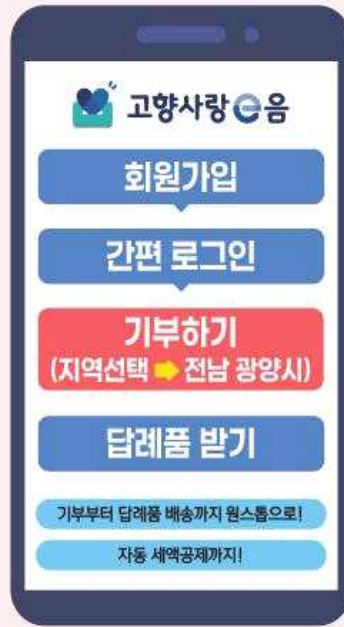 고향사랑e음
회원가입
간편 로그인
기부하기
(지역선택 ➡ 전남 광양시)
답례품 받기
기부부터 답례품 배송까지 원스톱으로!
자동 세액공제까지!